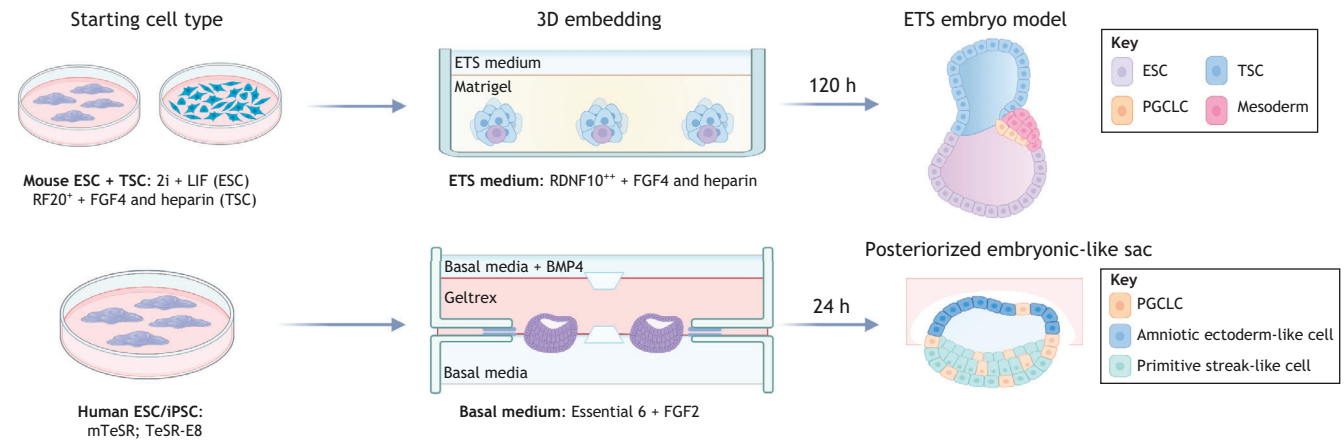 Starting cell type
3D embedding
ETS embryo model
ETS medium
Matrigel
120 h
Key
ESC
TSC
PGCLC
Mesoderm
Mouse ESC + TSC: 2i + LIF (ESC)
RF20⁺ + FGF4 and heparin (TSC)
ETS medium: RDNF10⁺⁺ + FGF4 and heparin
Posteriorized embryonic-like sac
Basal media + BMP4
Geltrex
Basal media
24 h
Key
PGCLC
Amniotic ectoderm-like cell
Primitive streak-like cell
Human ESC/iPSC:
mTeSR; TeSR-E8
Basal medium: Essential 6 + FGF2